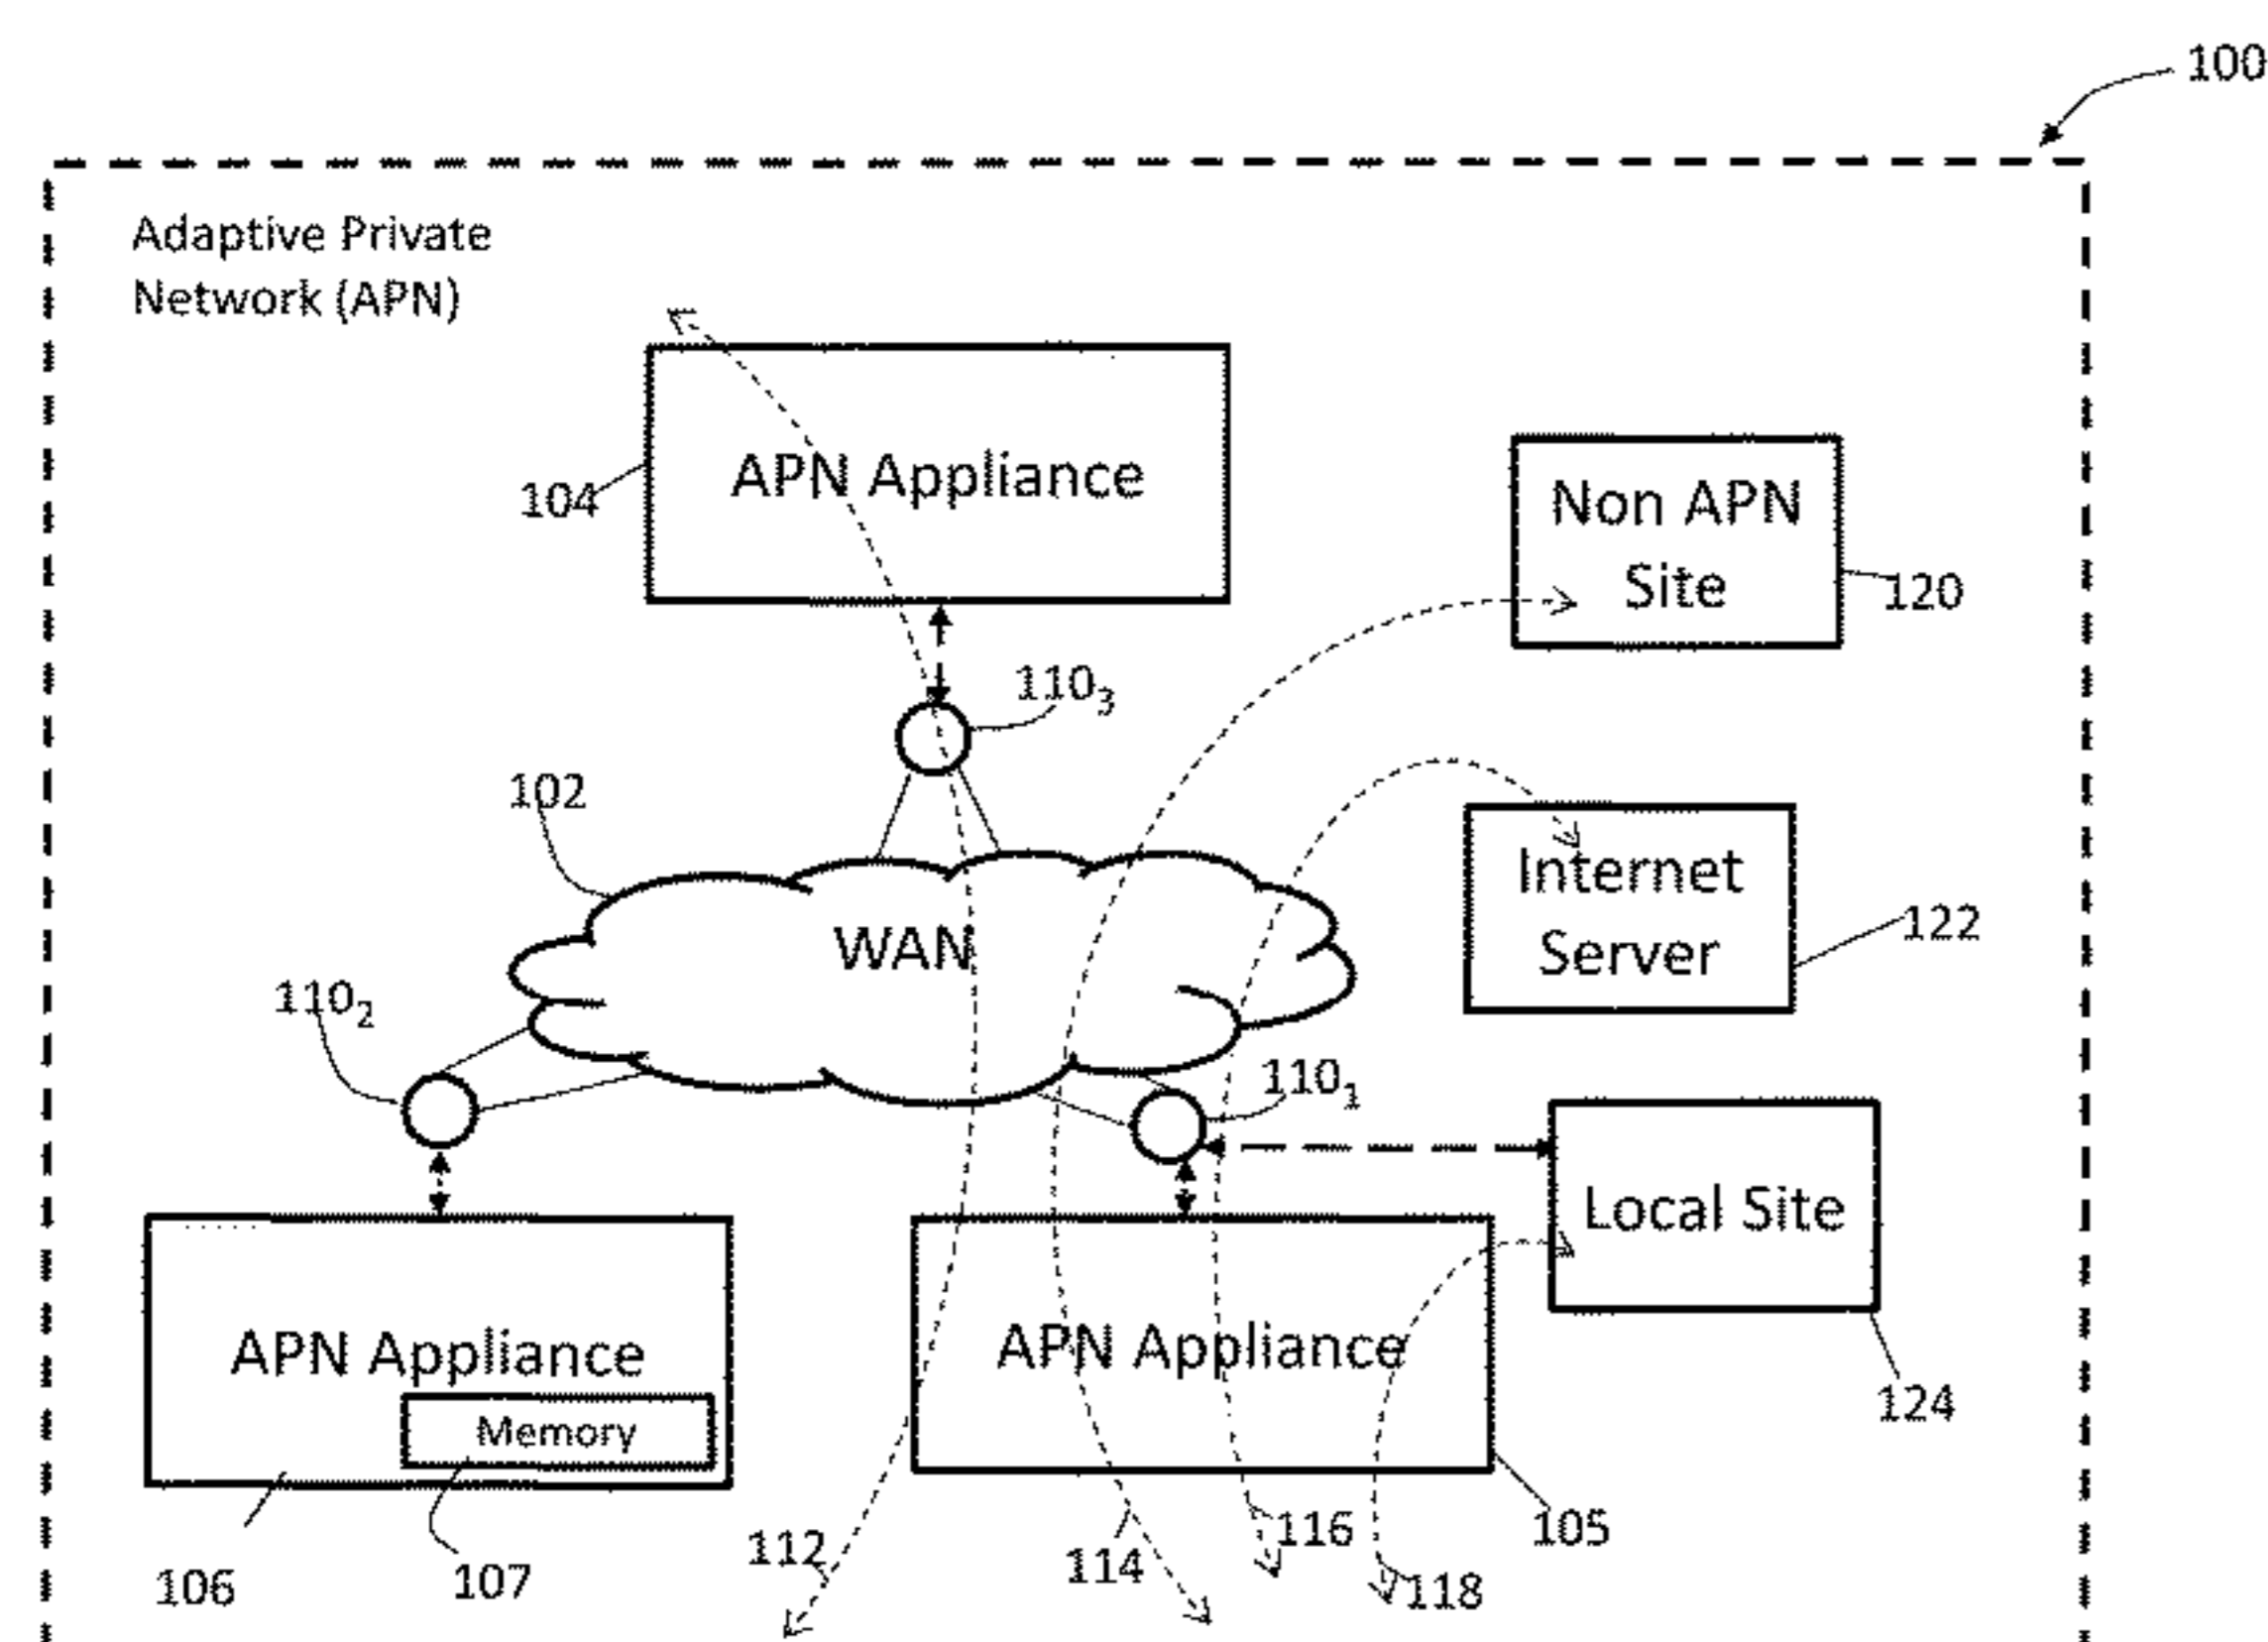 100
Adaptive Private
Network (APN)
APN Appliance
104
Non APN
Site
120
110₃
102
Internet
Server
122
WAN
110₂
110₁
Local Site
124
APN Appliance
Memory
106
107
APN Appliance
105
112
114
116
118